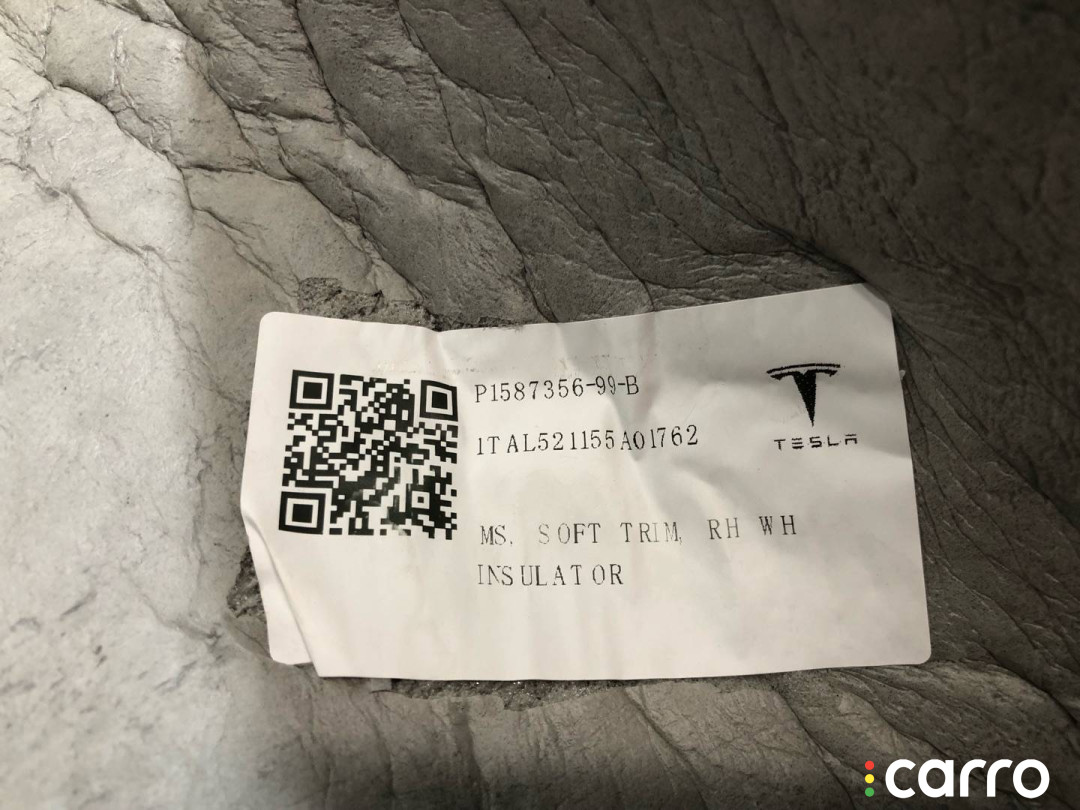 P1587356-99-B
1TAL521155A01762
TESLA
MS. SOFT TRIM, RH WH
INSULATOR
carro